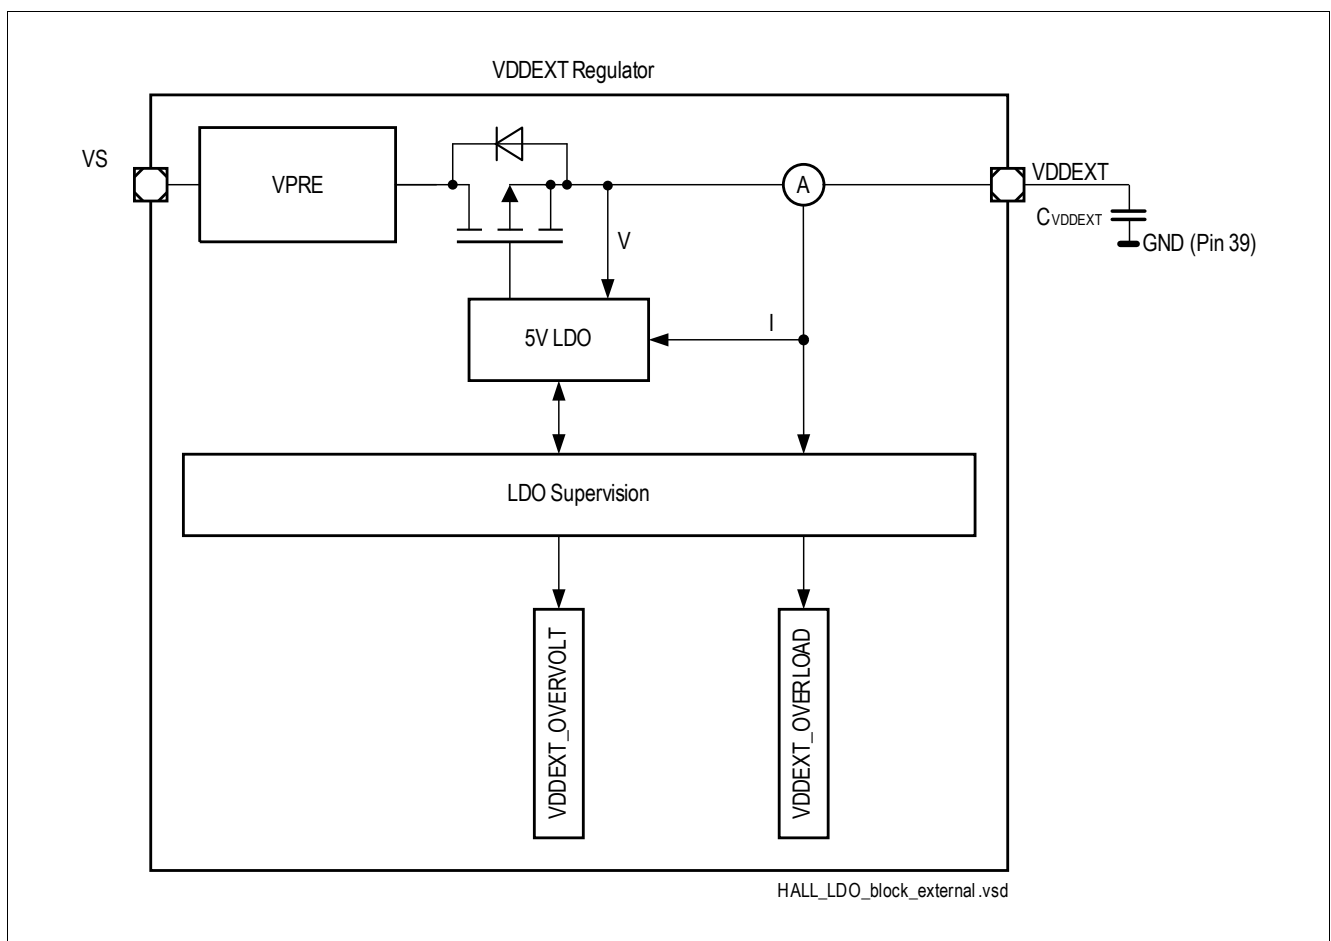 VDDEXT Regulator
VS
VPRE
VDDEXT
A
CVDDEXT
GND (Pin 39)
V
5V LDO
I
LDO Supervision
VDDEXT_OVERVOLT
VDDEXT_OVERLOAD
HALL_LDO_block_external.vsd